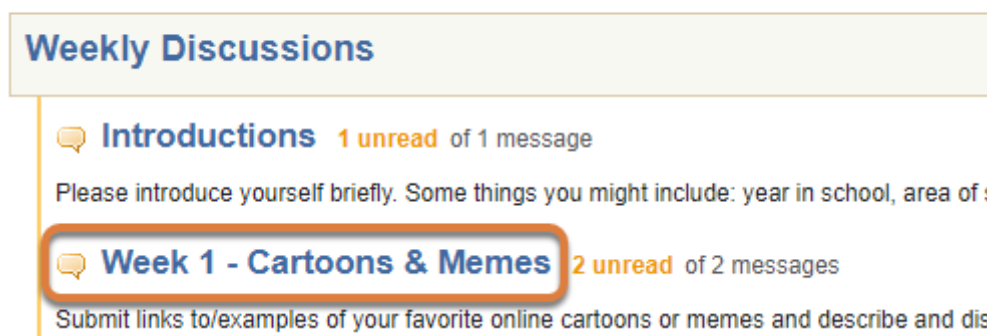 Weekly Discussions
Introductions 1 unread of 1 message
Please introduce yourself briefly. Some things you might include: year in school, area of
Week 1 - Cartoons & Memes 2 unread of 2 messages
Submit links to/examples of your favorite online cartoons or memes and describe and